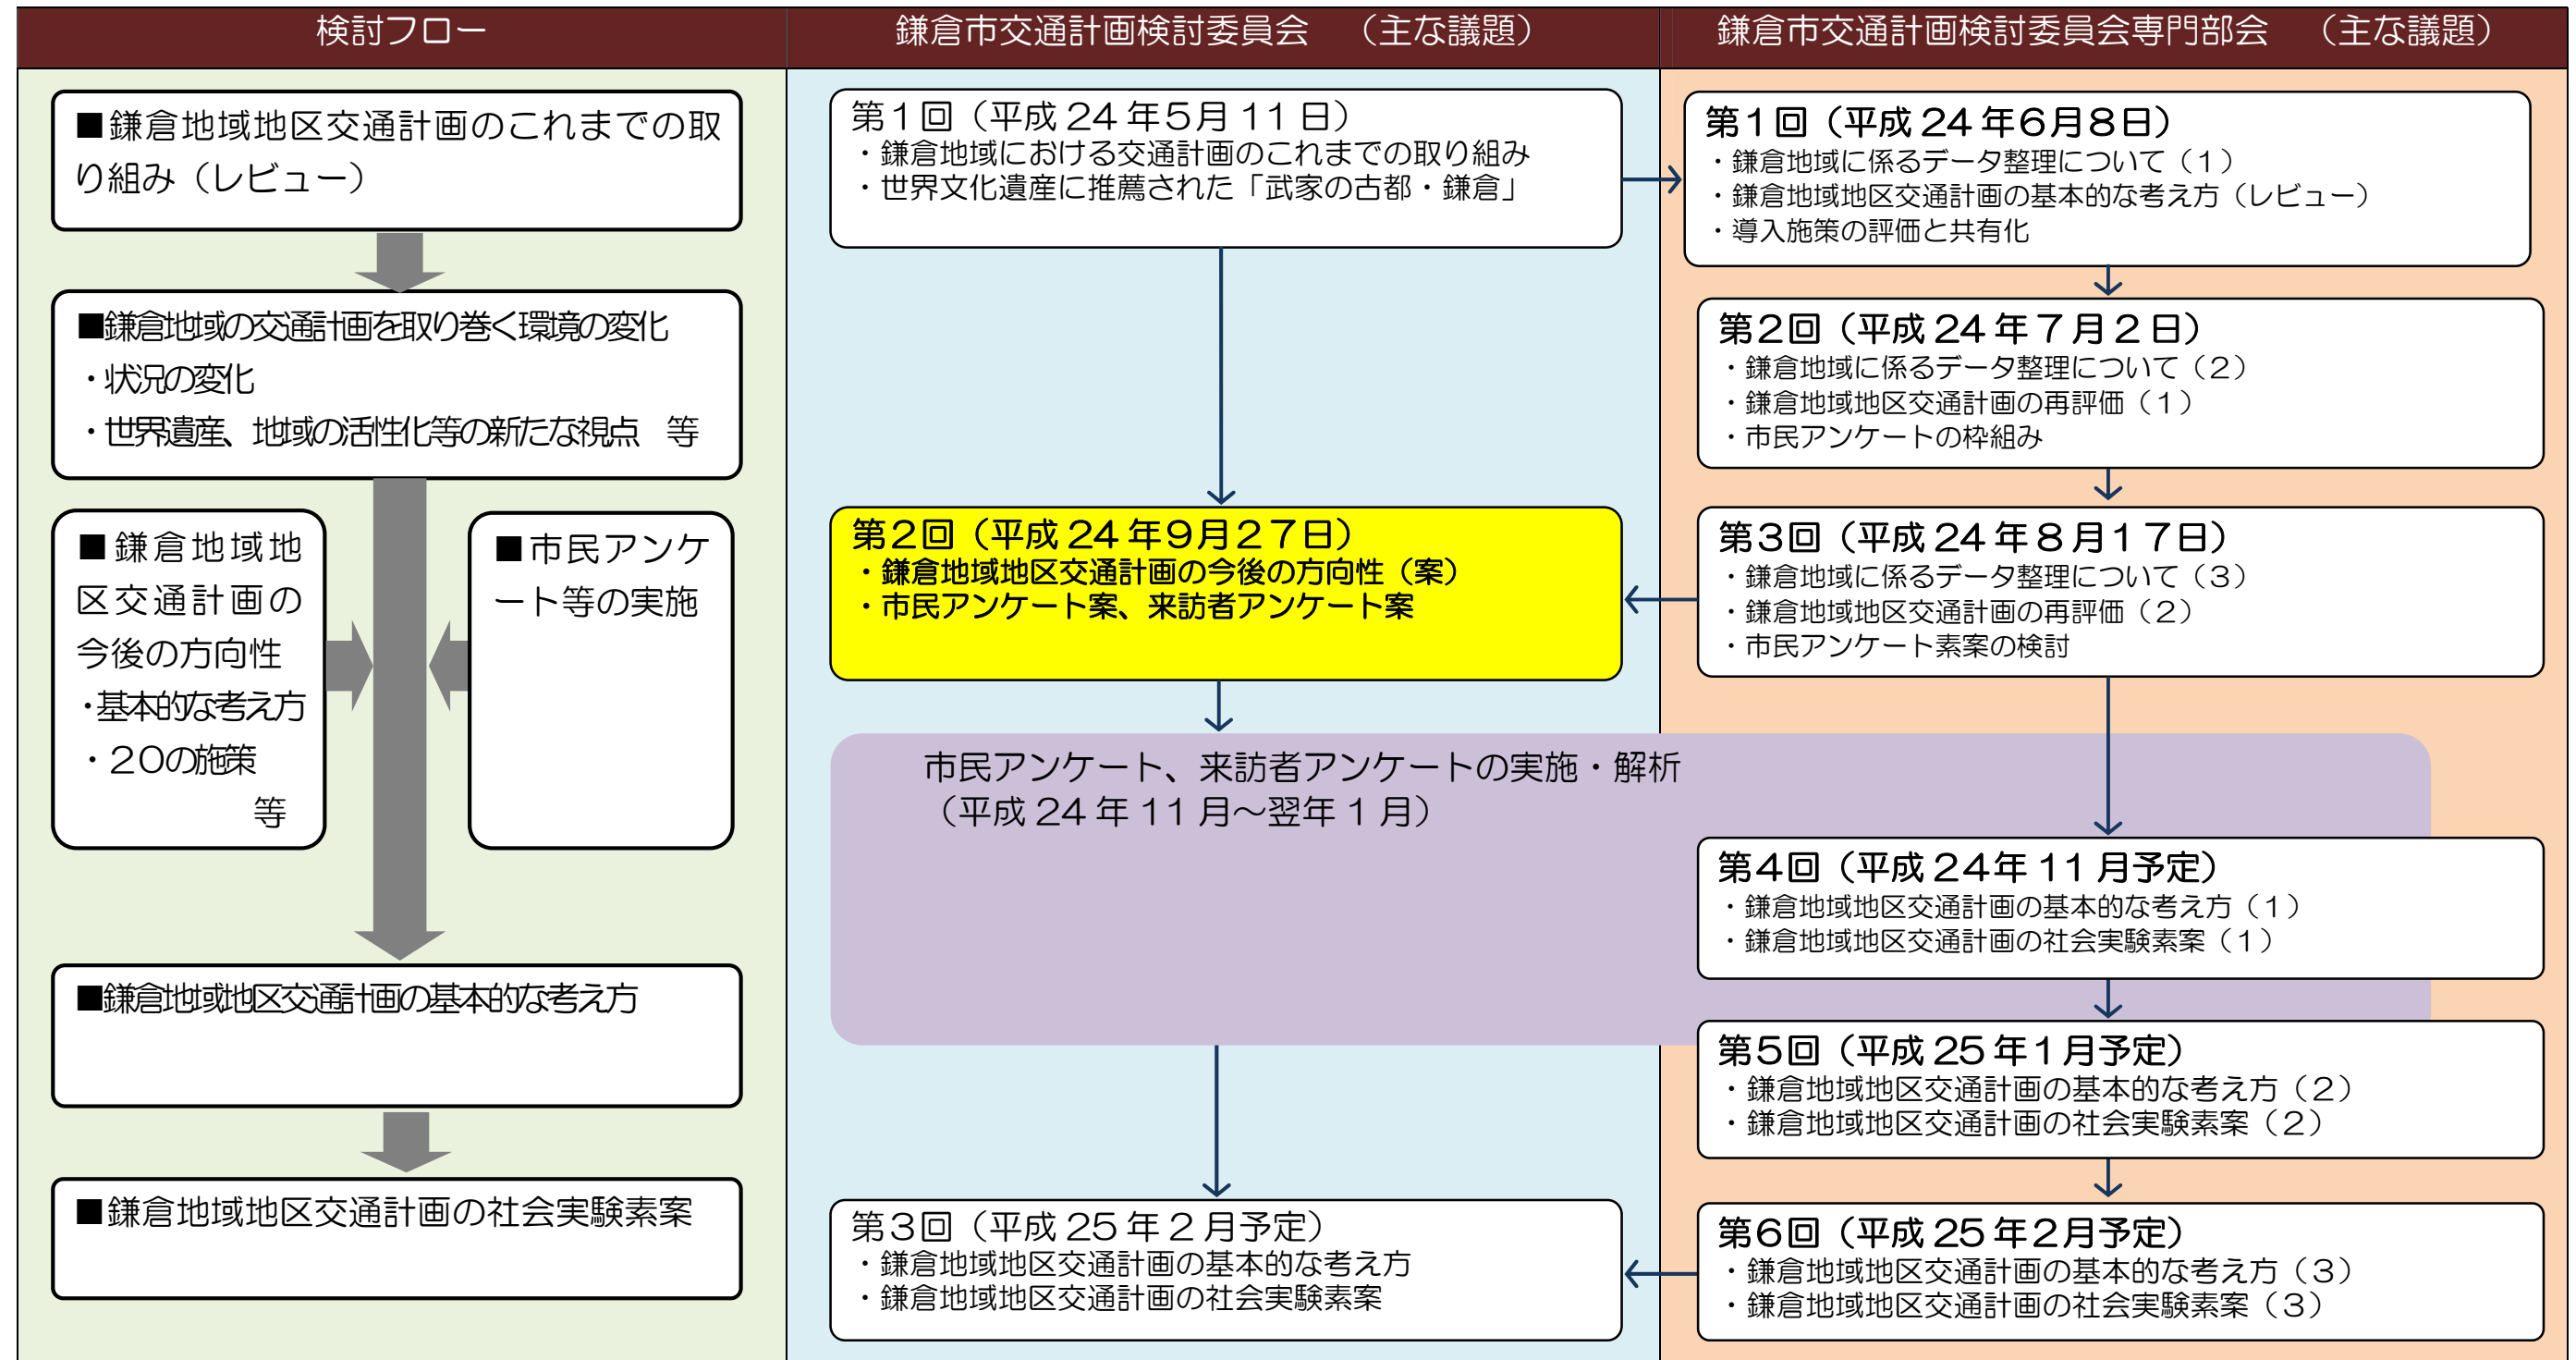 検討フロー
■鎌倉地域地区交通計画のこれまでの取
り組み（レビュー）
■鎌倉地域の交通計画を取り巻く環境の変化
・状況の変化
・世界遺産、地域の活性化等の新たな視点　等
■鎌倉地域地
区交通計画の
今後の方向性
・基本的な考え方
・２０の施策
等
■市民アンケ
ート等の実施
■鎌倉地域地区交通計画の基本的な考え方
■鎌倉地域地区交通計画の社会実験素案
鎌倉市交通計画検討委員会　（主な議題）
第１回（平成 24 年５月 11 日）
・鎌倉地域における交通計画のこれまでの取り組み
・世界文化遺産に推薦された「武家の古都・鎌倉」
第２回（平成 24 年９月２７日）
・鎌倉地域地区交通計画の今後の方向性（案）
・市民アンケート案、来訪者アンケート案
市民アンケート、来訪者アンケートの実施・解析
（平成 24 年 11 月～翌年 1 月）
第３回（平成 25 年２月予定）
・鎌倉地域地区交通計画の基本的な考え方
・鎌倉地域地区交通計画の社会実験素案
鎌倉市交通計画検討委員会専門部会　（主な議題）
第１回（平成 24 年６月８日）
・鎌倉地域に係るデータ整理について（１）
・鎌倉地域地区交通計画の基本的な考え方（レビュー）
・導入施策の評価と共有化
第２回（平成 24 年７月２日）
・鎌倉地域に係るデータ整理について（２）
・鎌倉地域地区交通計画の再評価（１）
・市民アンケートの枠組み
第３回（平成 24 年８月１７日）
・鎌倉地域に係るデータ整理について（３）
・鎌倉地域地区交通計画の再評価（２）
・市民アンケート素案の検討
第４回（平成 24年 11 月予定）
・鎌倉地域地区交通計画の基本的な考え方（１）
・鎌倉地域地区交通計画の社会実験素案（１）
第５回（平成 25 年１月予定）
・鎌倉地域地区交通計画の基本的な考え方（２）
・鎌倉地域地区交通計画の社会実験素案（２）
第６回（平成 25 年２月予定）
・鎌倉地域地区交通計画の基本的な考え方（３）
・鎌倉地域地区交通計画の社会実験素案（３）